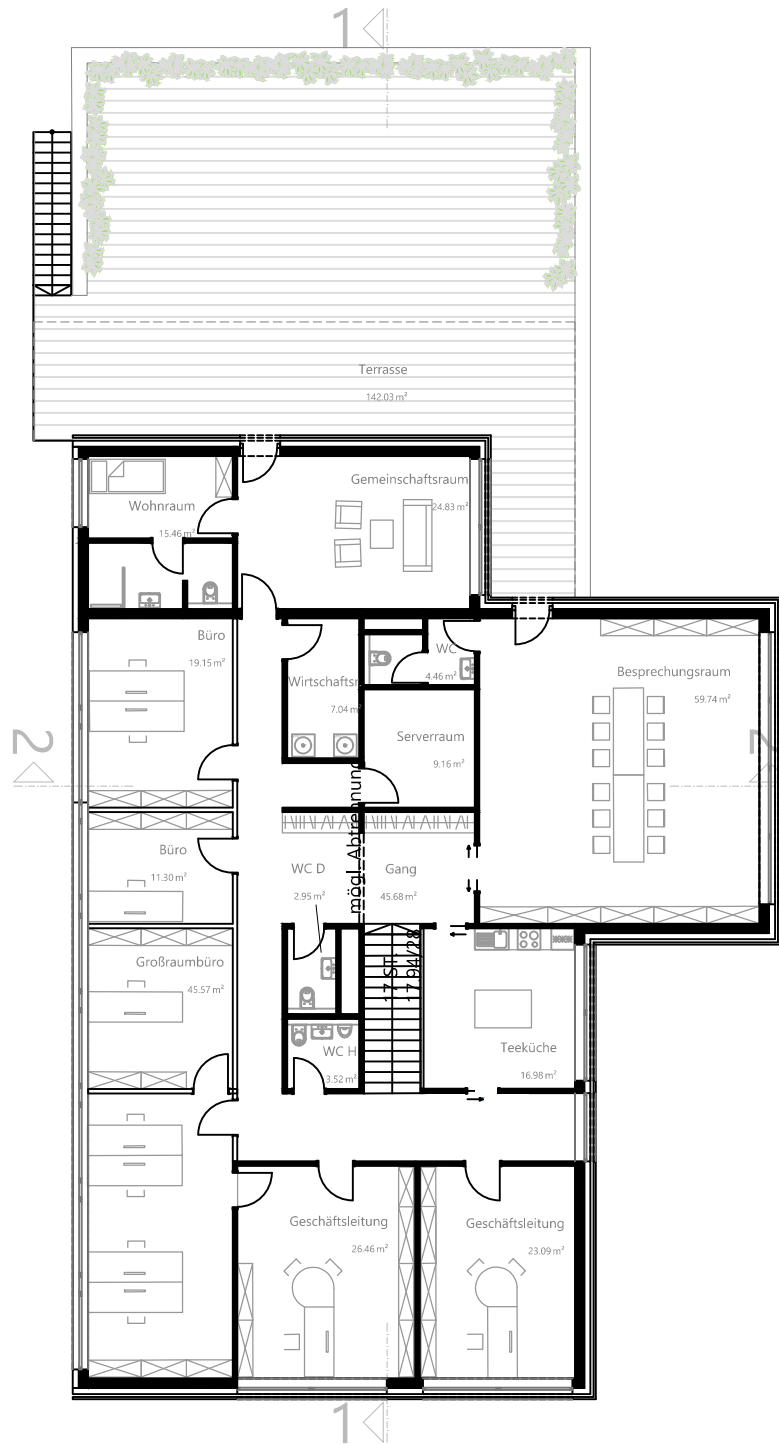 1
Terrasse
142.03 m²
Gemeinschaftsraum
24.83 m²
Wohnraum
15.46 m²
Büro
19.15 m²
WC
4.46 m²
Besprechungsraum
59.74 m²
Wirtschaftsr.
7.04 m²
Serverraum
9.16 m²
2
2
mögl. Abtrennung
Büro
11.30 m²
WC D
2.95 m²
Gang
45.68 m²
Großraumbüro
45.57 m²
17 ST.
17.94/28
Teeküche
16.98 m²
WC H
3.52 m²
Geschäftsleitung
26.46 m²
Geschäftsleitung
23.09 m²
1